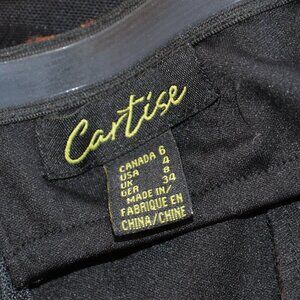 Cartise
CANADA 6
USA 4
UK 8
GER 34
MADE IN/
FABRIQUE EN
CHINA/CHINE